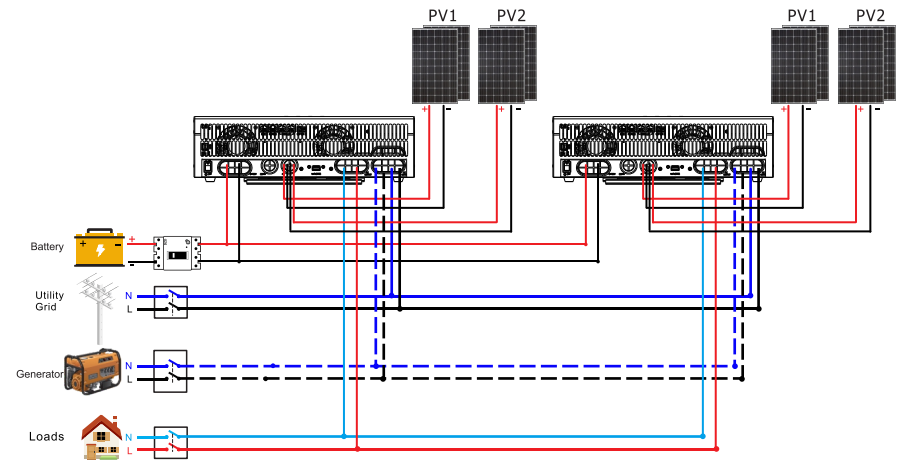 PV1 PV2 PV1 PV2
+ - + - + - + -
Battery + -
+ -
Utility
Grid
N
L
Generator
N
L
Loads
N
L